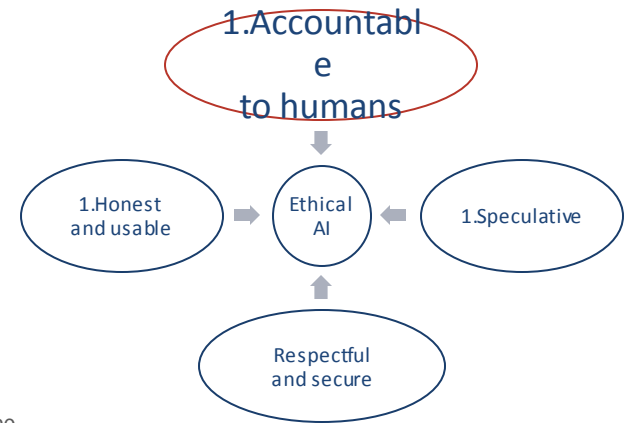 1.Accountabl
e
to humans
1.Honest
and usable
Ethical
AI
1.Speculative
Respectful
and secure